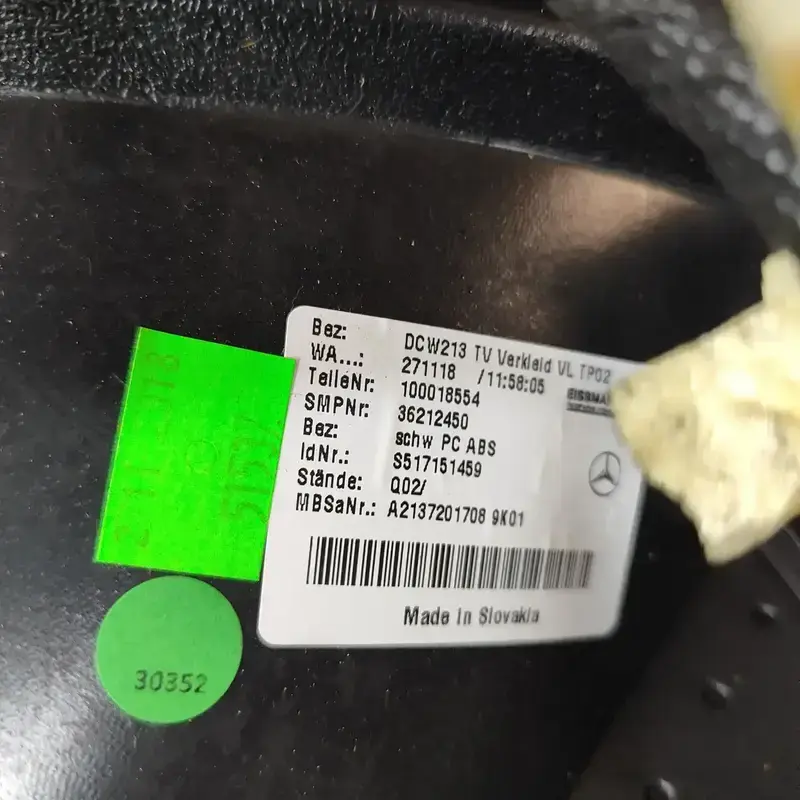 Bez: DCW213 TV Verkleid VL TP02
WA...: 271118 /11:58:05
TeileNr: 100018554
SMPNr: 36212450
Bez: schw PC ABS
IdNr.: S517151459
Stände: Q02/
MBSaNr.: A2137201708 9K01
Made in Slovakia
30352